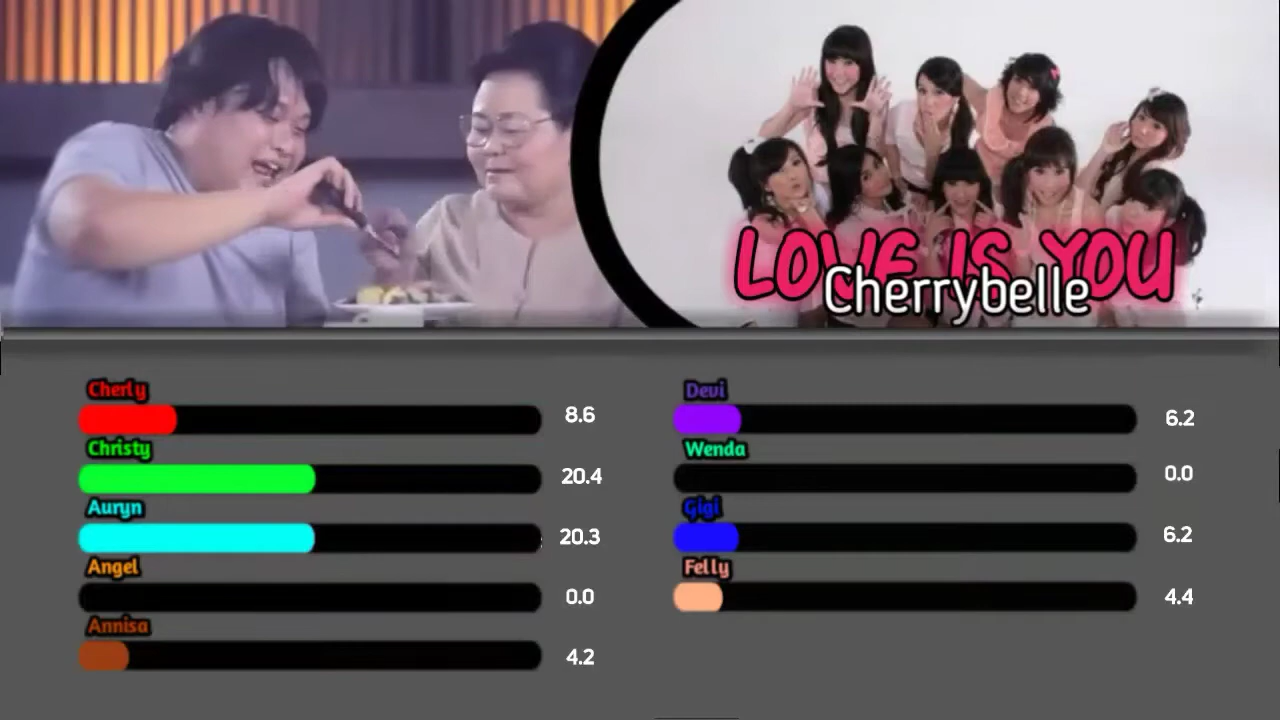 LOVE IS YOU
Cherrybelle
Cherly
8.6
Christy
20.4
Auryn
20.3
Angel
0.0
Annisa
4.2
Devi
6.2
Wenda
0.0
Gigi
6.2
Felly
4.4